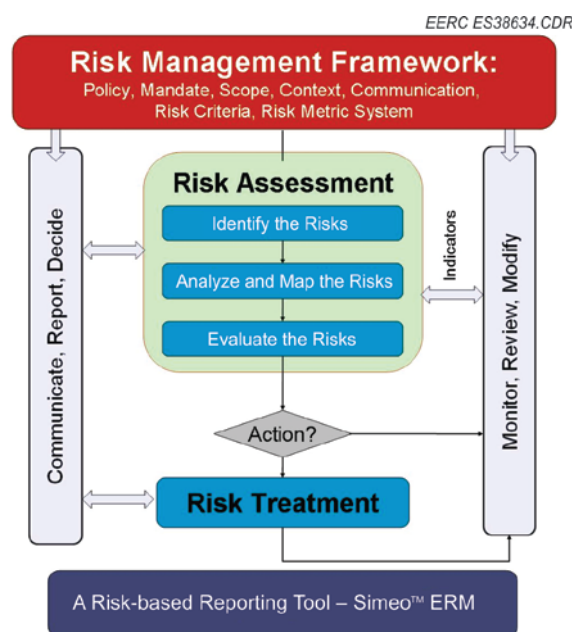 EERC ES38634.CDR
Risk Management Framework:
Policy, Mandate, Scope, Context, Communication,
Risk Criteria, Risk Metric System
Communicate, Report, Decide
Risk Assessment
Identify the Risks
Analyze and Map the Risks
Evaluate the Risks
Indicators
Monitor, Review, Modify
Action?
Risk Treatment
A Risk-based Reporting Tool – Simeo™ ERM